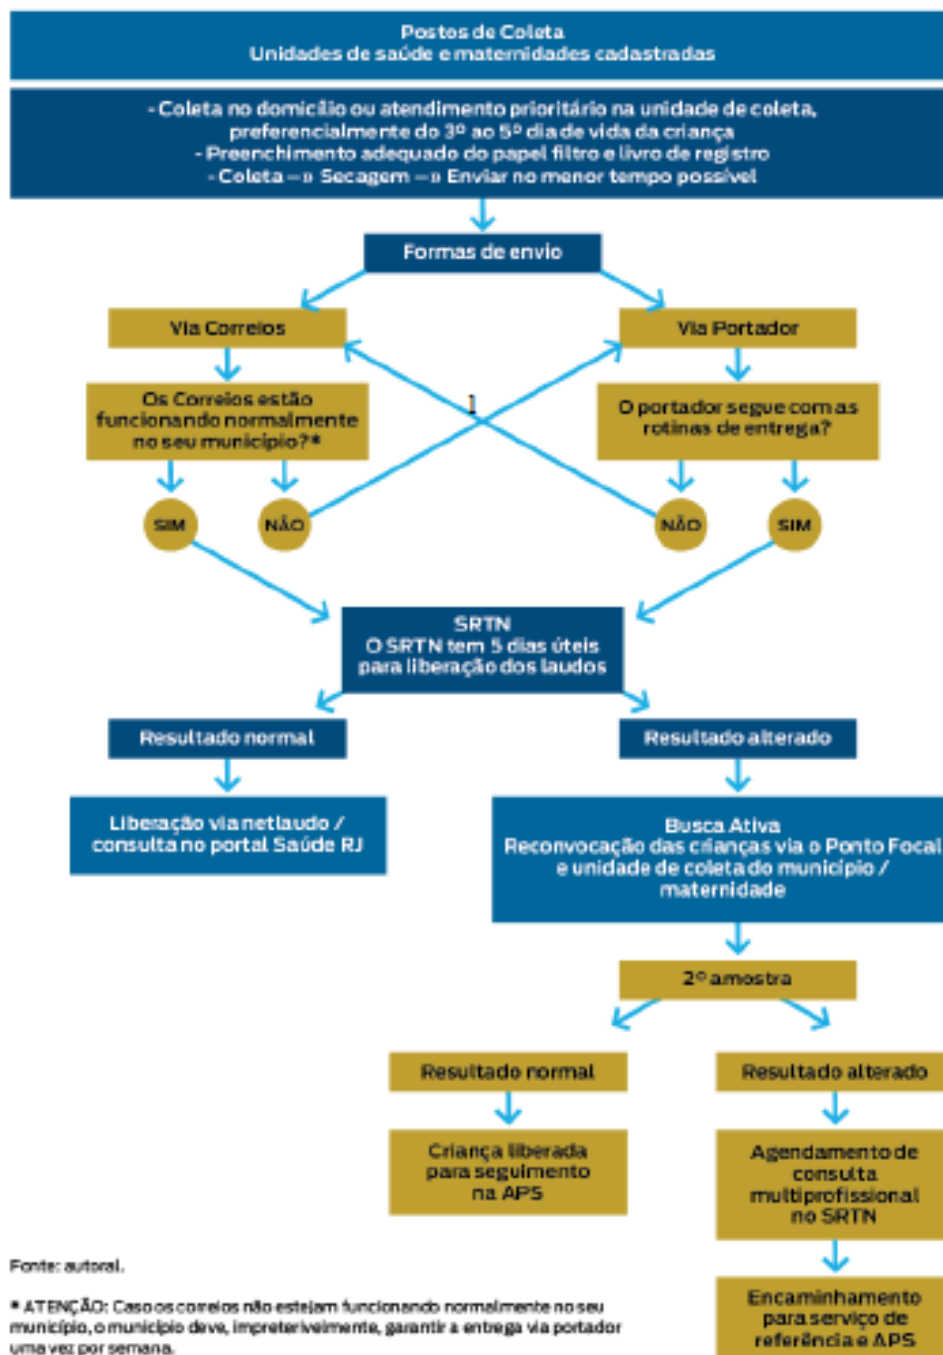 Postos de Coleta
Unidades de saúde e maternidades cadastradas
- Coleta no domicílio ou atendimento prioritário na unidade de coleta,
preferencialmente do 3º ao 5º dia de vida da criança
- Preenchimento adequado do papel filtro e livro de registro
- Coleta —» Secagem —» Enviar no menor tempo possível
Formas de envio
Via Correios
Via Portador
Os Correios estão
funcionando normalmente
no seu município?*
1
O portador segue com as
rotinas de entrega?
SIM
NÃO
NÃO
SIM
SRTN
O SRTN tem 5 dias úteis
para liberação dos laudos
Resultado normal
Resultado alterado
Liberação via netlaudo /
consulta no portal Saúde RJ
Busca Ativa
Reconvocação das crianças via o Ponto Focal
e unidade de coleta do município /
maternidade
2º amostra
Resultado normal
Resultado alterado
Criança liberada
para seguimento
na APS
Agendamento de
consulta
multiprofissional
no SRTN
Encaminhamento
para serviço de
referência e APS
Fonte: autoral.
* ATENÇÃO: Caso os correios não estejam funcionando normalmente no seu
município, o município deve, impreterivelmente, garantir a entrega via portador
uma vez por semana.